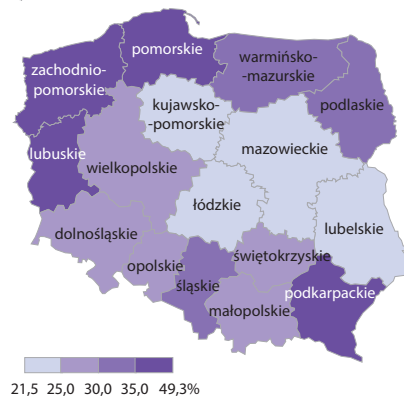 pomorskie
warmińsko-
-mazurskie
zachodnio-
pomorskie
podlaskie
kujawsko-
-pomorskie
mazowieckie
lubuskie
wielkopolskie
łódzkie
lubelskie
dolnośląskie
opolskie
świętokrzyskie
śląskie
podkarpackie
małopolskie
21,5 25,0 30,0 35,0 49,3%